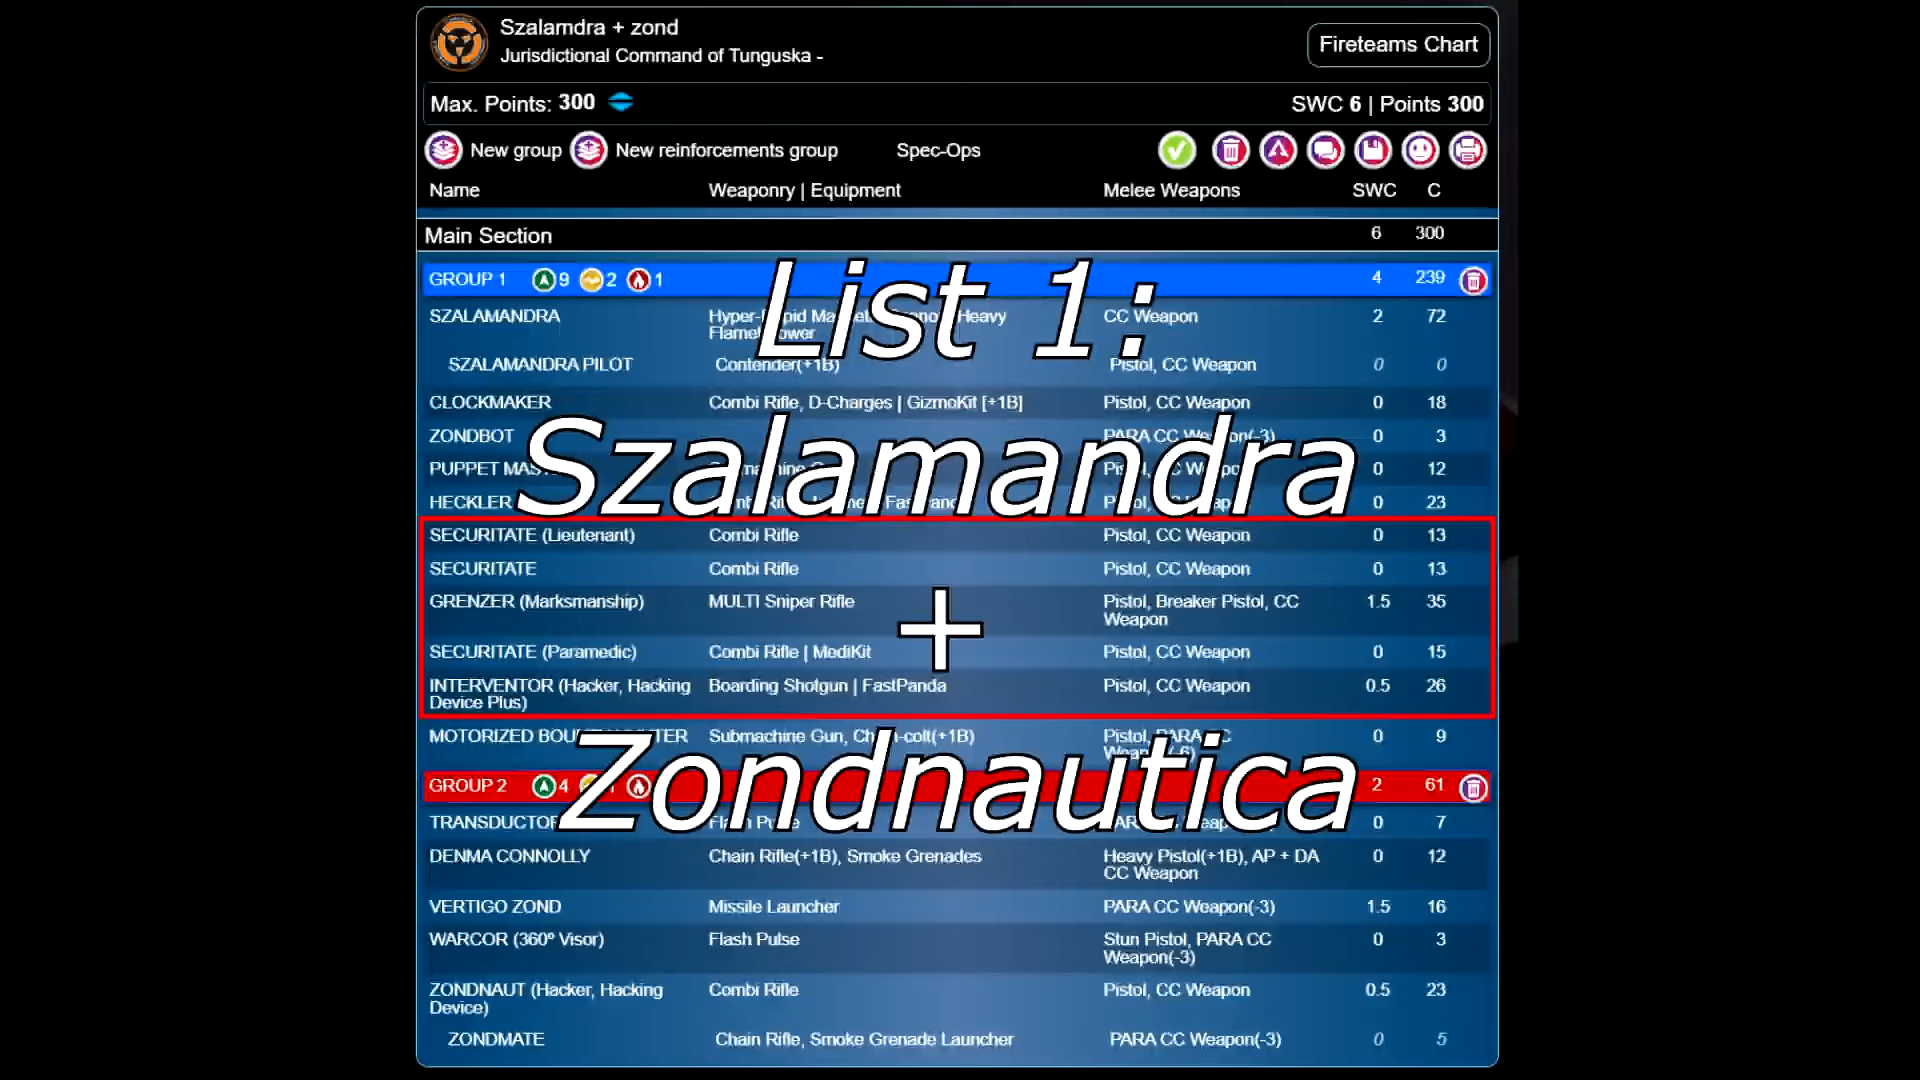 Szalamdra + zond
Jurisdictional Command of Tunguska -
Fireteams Chart
Max. Points: 300
SWC 6 | Points 300
New group
New reinforcements group
Spec-Ops
Name Weaponry | Equipment Melee Weapons SWC C
Main Section 6 300
GROUP 1 9 2 1 4 239
List 1:
Szalamandra
+
Zondnautica
SZALAMANDRA Heavy CC Weapon 2 72
SZALAMANDRA PILOT Contender(+1B) Pistol, CC Weapon 0 0
CLOCKMAKER Combi Rifle, D-Charges | GizmoKit [+1B] Pistol, CC Weapon 0 18
ZONDBOT PARA CC 0 3
PUPPET 0 12
HECKLER 0 23
SECURITATE (Lieutenant) Combi Rifle Pistol, CC Weapon 0 13
SECURITATE Combi Rifle Pistol, CC Weapon 0 13
GRENZER (Marksmanship) MULTI Sniper Rifle Pistol, Breaker Pistol, CC 1.5 35
Weapon
SECURITATE (Paramedic) Combi Rifle | MediKit Pistol, CC Weapon 0 15
INTERVENTOR (Hacker, Hacking Boarding Shotgun | FastPanda Pistol, CC Weapon 0.5 26
Device Plus)
MOTORIZED Submachine Gun, 0 9
GROUP 2 4 2 61
Flash Pulse 0 7
DENMA CONNOLLY Chain Rifle(+1B), Smoke Grenades Heavy Pistol(+1B), AP + DA 0 12
CC Weapon
VERTIGO ZOND Missile Launcher PARA CC Weapon(-3) 1.5 16
WARCOR (360º Visor) Flash Pulse Stun Pistol, PARA CC 0 3
Weapon(-3)
ZONDNAUT (Hacker, Hacking Combi Rifle Pistol, CC Weapon 0.5 23
Device)
ZONDMATE Chain Rifle, Smoke Grenade Launcher PARA CC Weapon(-3) 0 5